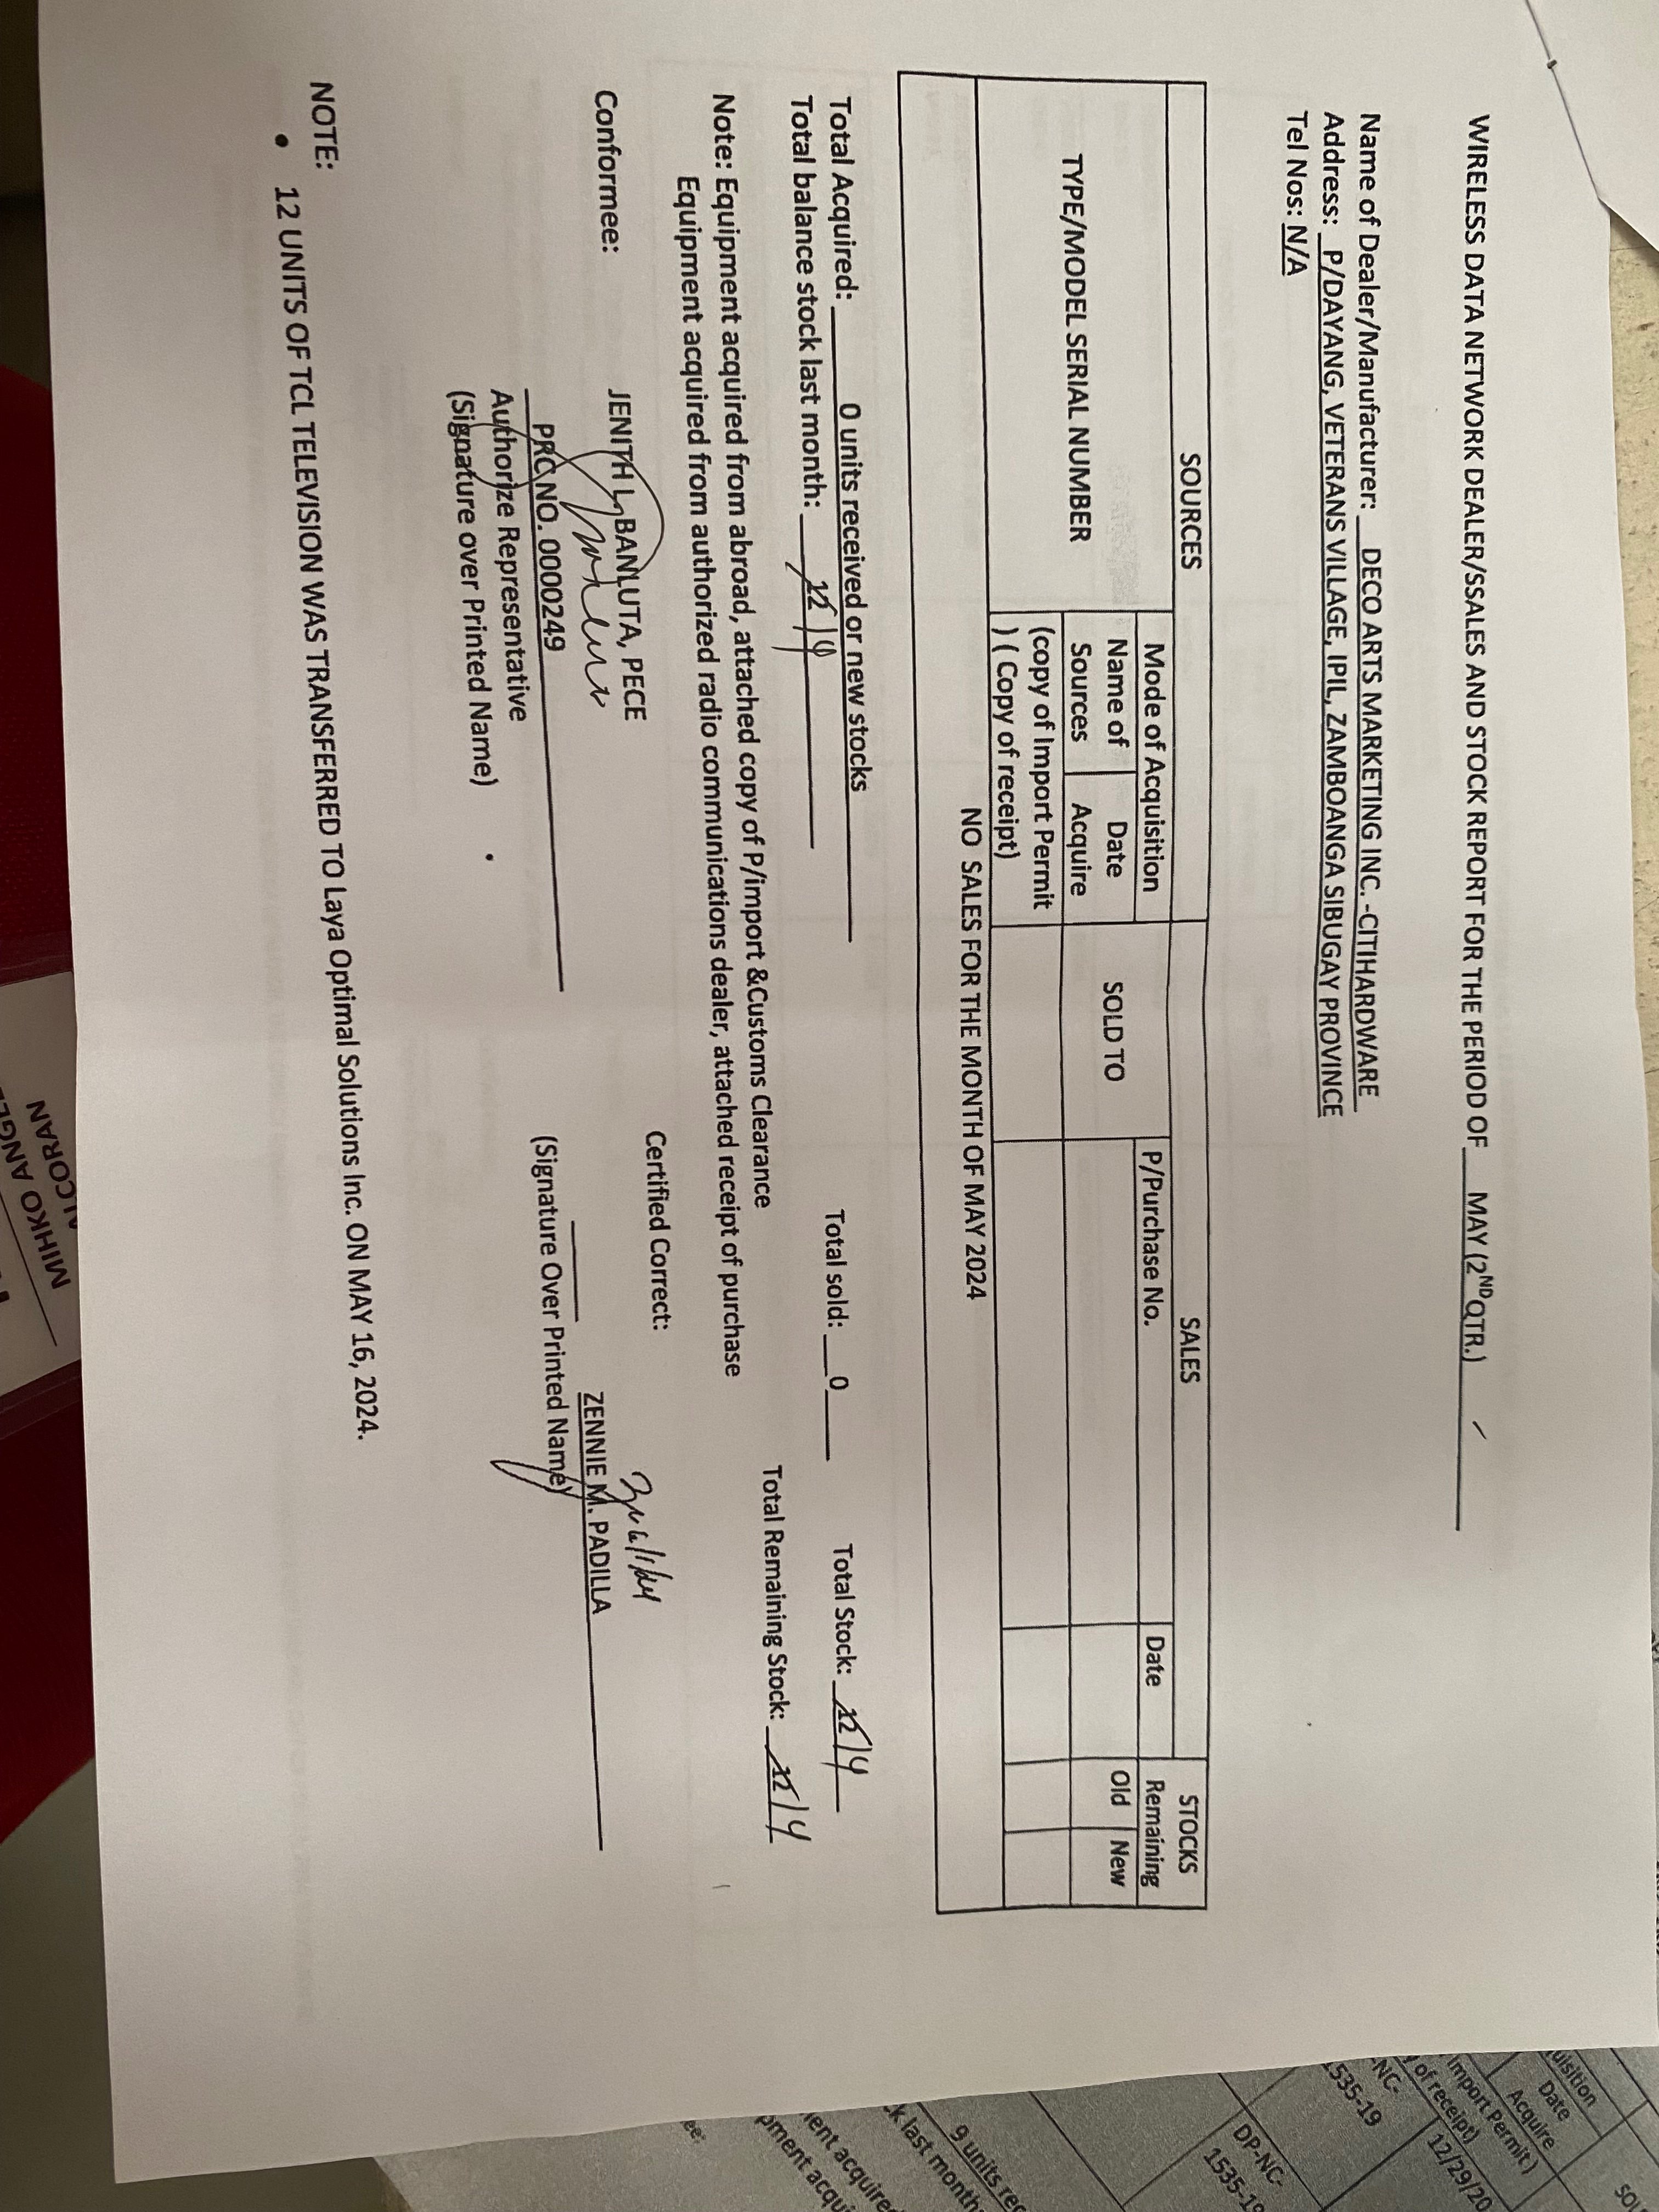 WIRELESS DATA NETWORK DEALER/SSALES AND STOCK REPORT FOR THE PERIOD OF MAY (2ND QTR.)
Name of Dealer/Manufacturer: DECO ARTS MARKETING INC. -CITIHARDWARE
Address: P/DAYANG, VETERANS VILLAGE, IPIL, ZAMBOANGA SIBUGAY PROVINCE
Tel Nos: N/A
SOURCES SALES STOCKS
TYPE/MODEL SERIAL NUMBER Mode of Acquisition SOLD TO P/Purchase No. Date Remaining
Name of Date Old New
Sources Acquire
(copy of Import Permit
) ( Copy of receipt)
NO SALES FOR THE MONTH OF MAY 2024
Total Acquired: 0 units received or new stocks Total sold: 0 Total Stock: 12 14
Total balance stock last month: 12 14 Total Remaining Stock: 12 14
Note: Equipment acquired from abroad, attached copy of P/import &Customs Clearance
Equipment acquired from authorized radio communications dealer, attached receipt of purchase
Conformee: Certified Correct:
JENITH L. BANLUTA, PECE
PRC NO. 0000249 ZENNIE M. PADILLA
Authorize Representative (Signature Over Printed Name)
(Signature over Printed Name)
NOTE:
• 12 UNITS OF TCL TELEVISION WAS TRANSFERRED TO Laya Optimal Solutions Inc. ON MAY 16, 2024.
MIHKO ANGE
ALCORAN
uisition
Date
Acquire
Import Permit )
of receipt)
-NC-
1535-19
12/29/20
DP-NC-
1535-19
9 units rec
ck last month
ent acquire
pment acqui
ee: